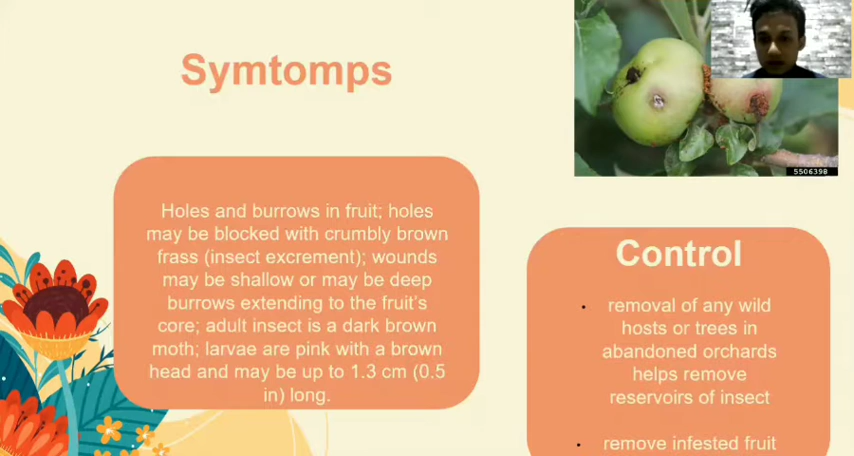 Symtomps
5506398
Holes and burrows in fruit; holes
may be blocked with crumbly brown
frass (insect excrement); wounds
may be shallow or may be deep
burrows extending to the fruit's
core; adult insect is a dark brown
moth; larvae are pink with a brown
head and may be up to 1.3 cm (0.5
in) long.
Control
• removal of any wild
hosts or trees in
abandoned orchards
helps remove
reservoirs of insect
• remove infested fruit